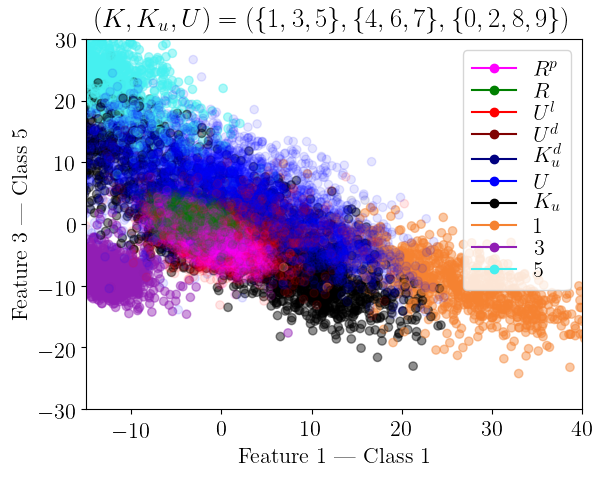 (K, K_u, U) = ({1, 3, 5}, {4, 6, 7}, {0, 2, 8, 9})
30
20
10
0
−10
−20
−30
Feature 3 — Class 5
R^p
R
U^l
U^d
K_u^d
U
K_u
1
3
5
−10
0
10
20
30
40
Feature 1 — Class 1